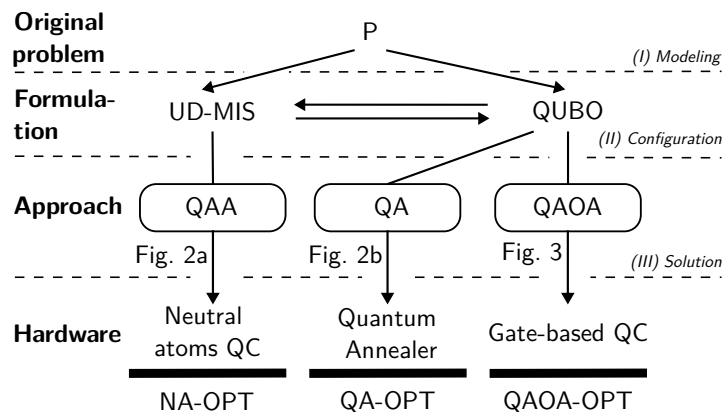 Original
problem
P
(I) Modeling
Formula-
tion
UD-MIS
QUBO
(II) Configuration
Approach
QAA
QA
QAOA
Fig. 2a
Fig. 2b
Fig. 3
(III) Solution
Hardware
Neutral
atoms QC
Quantum
Annealer
Gate-based QC
NA-OPT
QA-OPT
QAOA-OPT